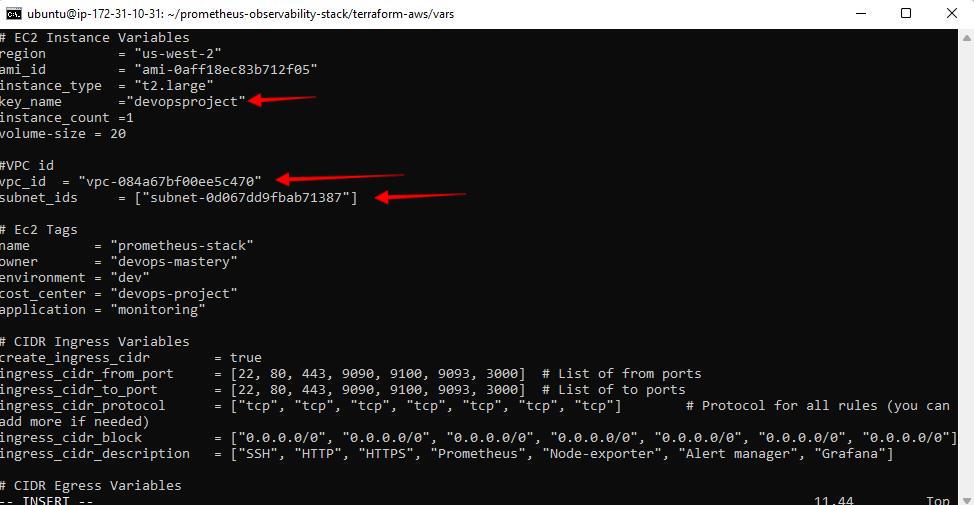 ubuntu@ip-172-31-10-31: ~/prometheus-observability-stack/terraform-aws/vars
# EC2 Instance Variables
region         = "us-west-2"
ami_id         = "ami-0aff18ec83b712f05"
instance_type  = "t2.large"
key_name       ="devopsproject"
instance_count =1
volume-size = 20

#VPC id
vpc_id  = "vpc-084a67bf00ee5c470"
subnet_ids     = ["subnet-0d067dd9fbab71387"]

# Ec2 Tags
name        = "prometheus-stack"
owner       = "devops-mastery"
environment = "dev"
cost_center = "devops-project"
application = "monitoring"

# CIDR Ingress Variables
create_ingress_cidr        = true
ingress_cidr_from_port     = [22, 80, 443, 9090, 9100, 9093, 3000]  # List of from ports
ingress_cidr_to_port       = [22, 80, 443, 9090, 9100, 9093, 3000]  # List of to ports
ingress_cidr_protocol      = ["tcp", "tcp", "tcp", "tcp", "tcp", "tcp", "tcp"]        # Protocol for all rules (you can
add more if needed)
ingress_cidr_block         = ["0.0.0.0/0", "0.0.0.0/0", "0.0.0.0/0", "0.0.0.0/0", "0.0.0.0/0", "0.0.0.0/0", "0.0.0.0/0"]
ingress_cidr_description   = ["SSH", "HTTP", "HTTPS", "Prometheus", "Node-exporter", "Alert manager", "Grafana"]

# CIDR Egress Variables
-- INSERT --                                                                                          11,44         Top